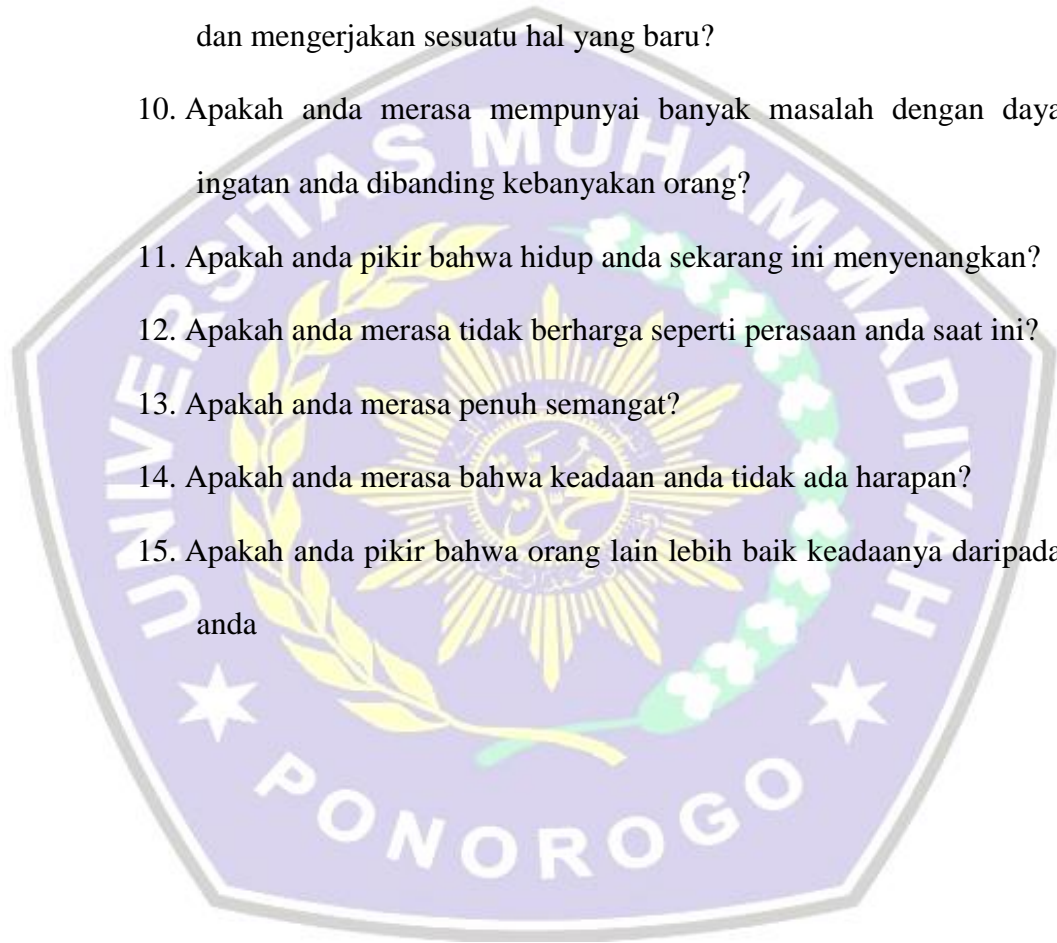 dan mengerjakan sesuatu hal yang baru?
10. Apakah anda merasa mempunyai banyak masalah dengan daya
ingatan anda dibanding kebanyakan orang?
11. Apakah anda pikir bahwa hidup anda sekarang ini menyenangkan?
12. Apakah anda merasa tidak berharga seperti perasaan anda saat ini?
13. Apakah anda merasa penuh semangat?
14. Apakah anda merasa bahwa keadaan anda tidak ada harapan?
15. Apakah anda pikir bahwa orang lain lebih baik keadaanya daripada
anda
UNIVERSITAS MUHAMMADIYAH
PONOROGO